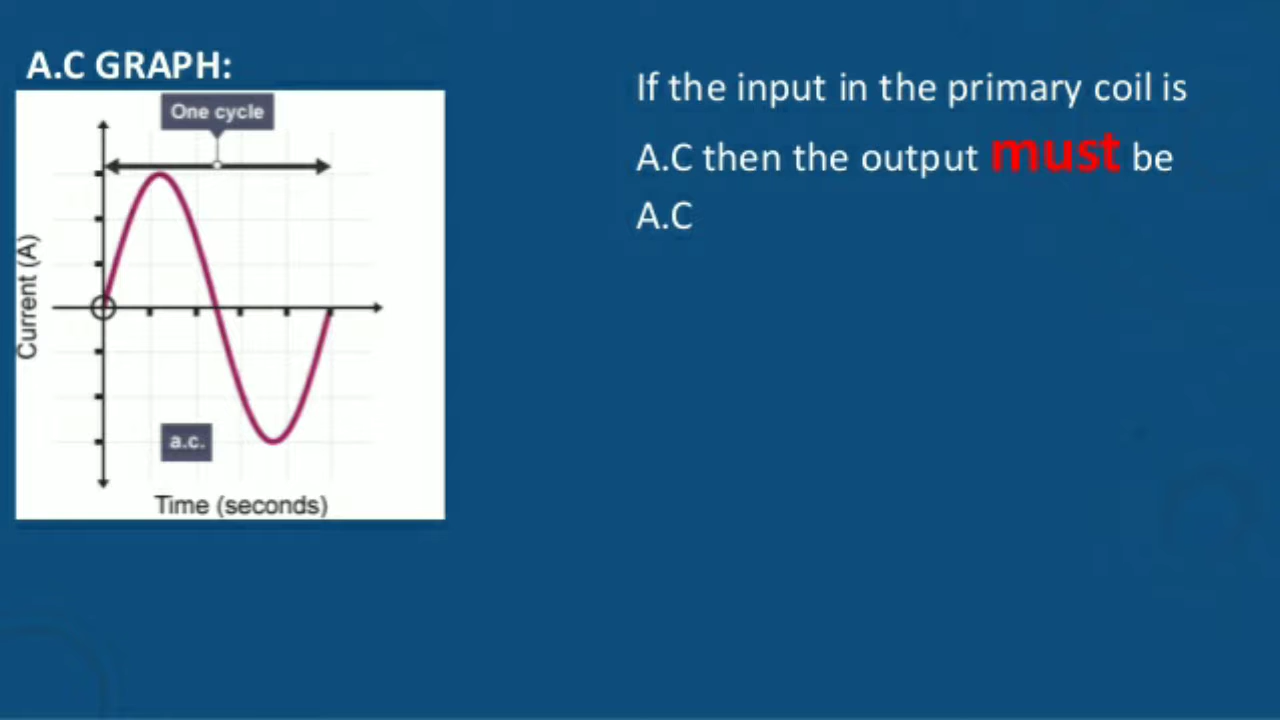 A.C GRAPH:
One cycle
Current (A)
a.c.
Time (seconds)
If the input in the primary coil is
A.C then the output must be
A.C